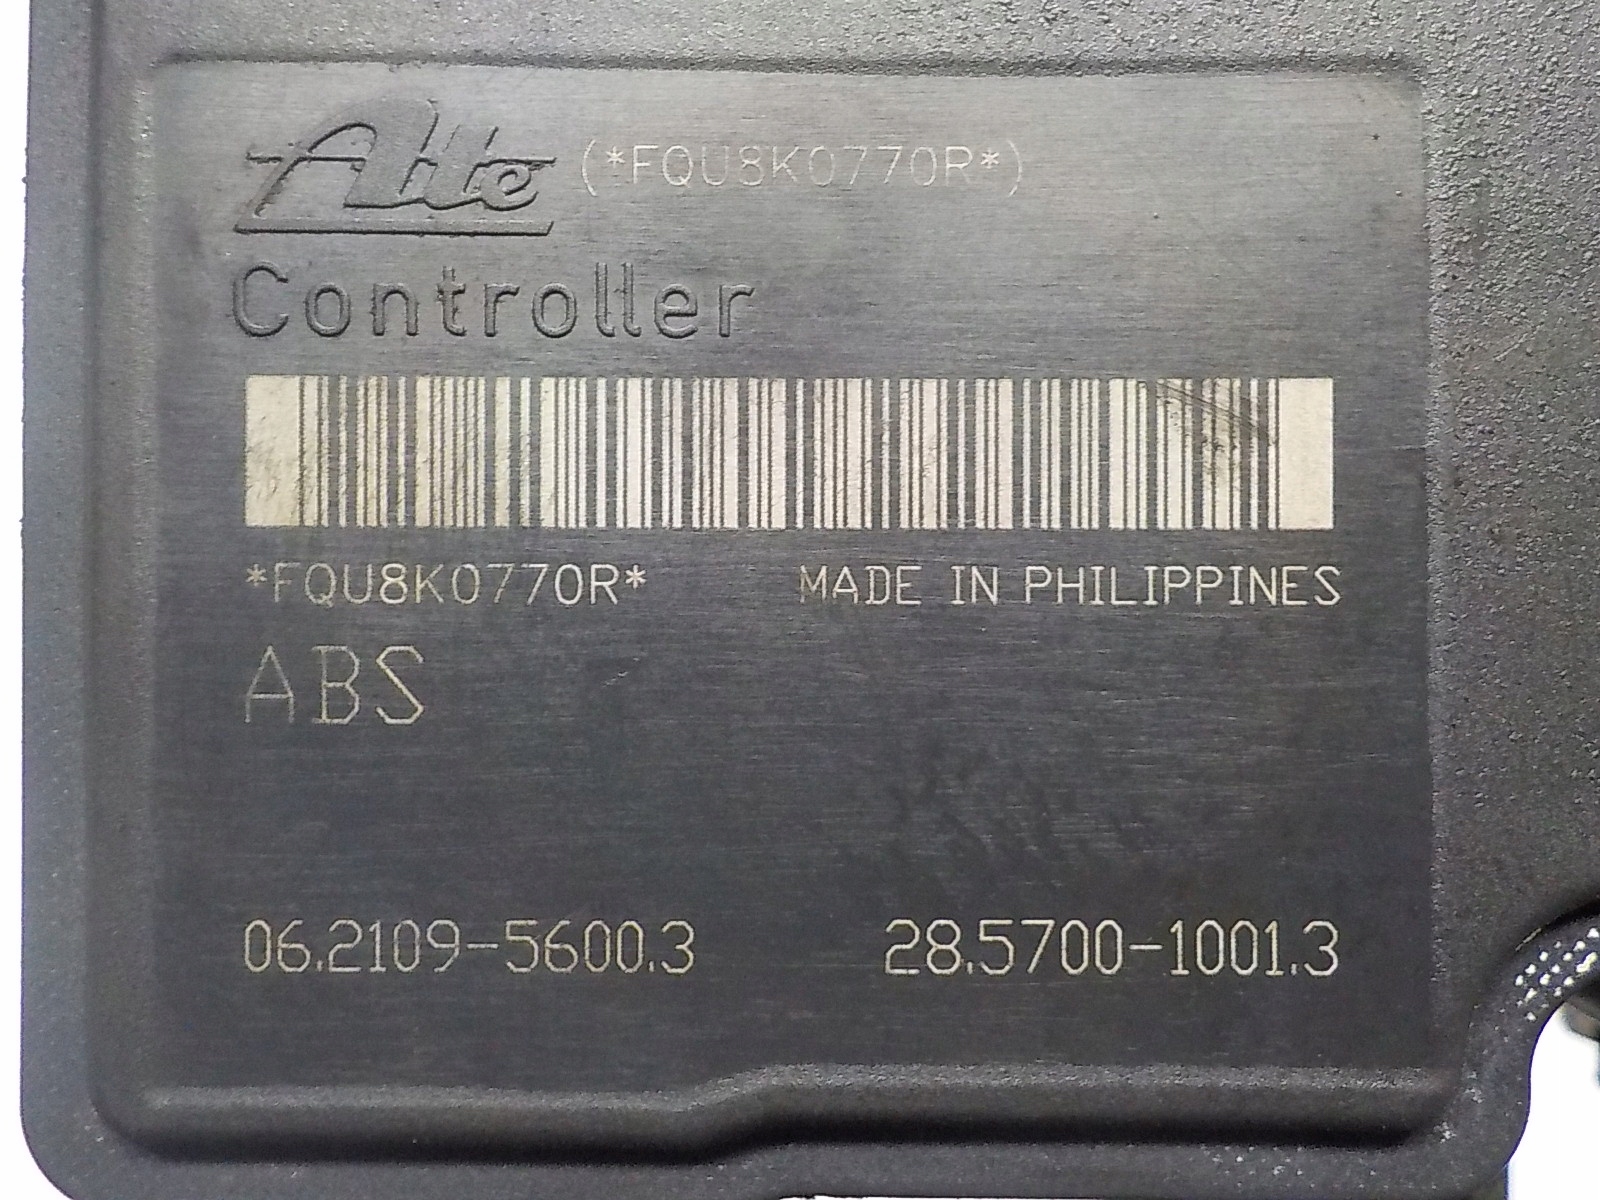 Ate (*FQU8K0770R*)
Controller
*FQU8K0770R* MADE IN PHILIPPINES
ABS
06.2109-5600.3 28.5700-1001.3